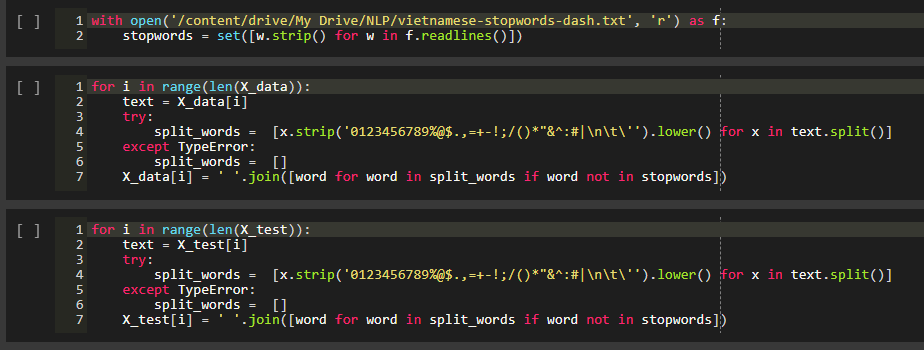 [ ] 1 with open('/content/drive/My Drive/NLP/vietnamese-stopwords-dash.txt', 'r') as f:
2     stopwords = set([w.strip() for w in f.readlines()])
[ ] 1 for i in range(len(X_data)):
2     text = X_data[i]
3     try:
4         split_words =  [x.strip('0123456789%@$.,=+-!;/()*"&^:#|\n\t\'').lower() for x in text.split()]
5     except TypeError:
6         split_words =  []
7     X_data[i] = ' '.join([word for word in split_words if word not in stopwords])
[ ] 1 for i in range(len(X_test)):
2     text = X_test[i]
3     try:
4         split_words =  [x.strip('0123456789%@$.,=+-!;/()*"&^:#|\n\t\'').lower() for x in text.split()]
5     except TypeError:
6         split_words =  []
7     X_test[i] = ' '.join([word for word in split_words if word not in stopwords])